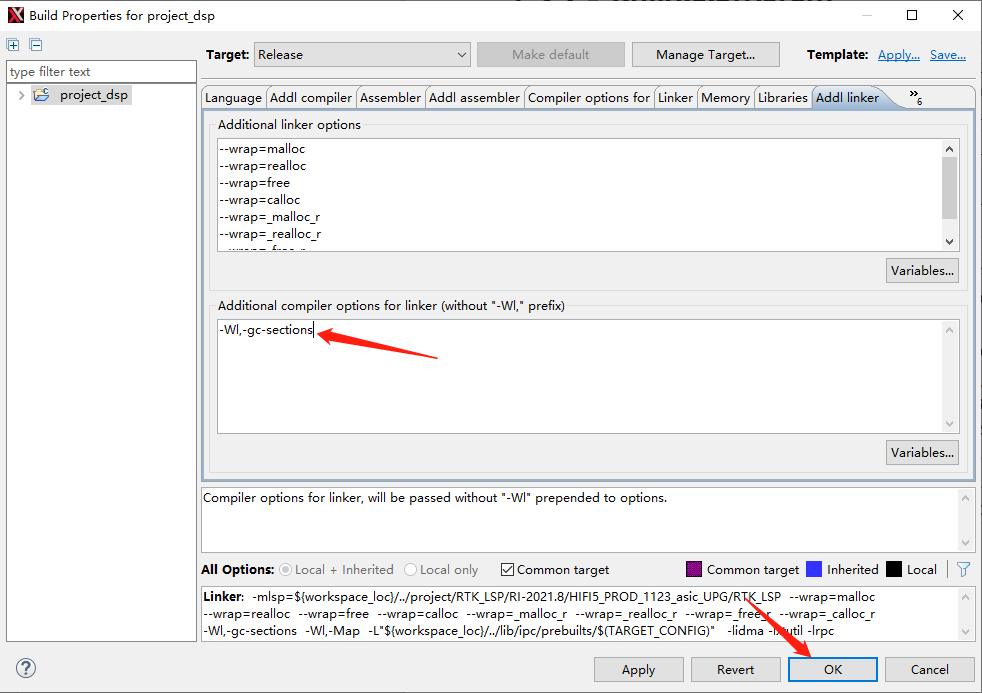 Build Properties for project_dsp
type filter text
project_dsp
Target: Release Make default Manage Target... Template: Apply... Save...
Language Addl compiler Assembler Addl assembler Compiler options for Linker Memory Libraries Addl linker »6
Additional linker options
--wrap=malloc
--wrap=realloc
--wrap=free
--wrap=calloc
--wrap=_malloc_r
--wrap=_realloc_r
Variables...
Additional compiler options for linker (without "-Wl," prefix)
-Wl,-gc-sections
Variables...
Compiler options for linker, will be passed without "-Wl" prepended to options.
All Options: Local + Inherited Local only Common target Common target Inherited Local
Linker: -mlsp=${workspace_loc}/../project/RTK_LSP/RI-2021.8/HIFI5_PROD_1123_asic_UPG/RTK_LSP --wrap=malloc
--wrap=realloc --wrap=free --wrap=calloc --wrap=_malloc_r --wrap=_realloc_r --wrap=_free_r --wrap=_calloc_r
-Wl,-gc-sections -Wl,-Map -L"${workspace_loc}/../lib/ipc/prebuilts/$(TARGET_CONFIG)" -lidma -lrpc
? Apply Revert OK Cancel